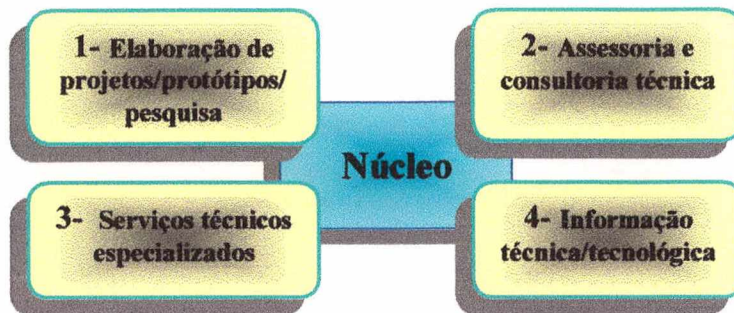 1- Elaboração de
projetos/protótipos/
pesquisa
2- Assessoria e
consultoria técnica
Núcleo
3- Serviços técnicos
especializados
4- Informação
técnica/tecnológica